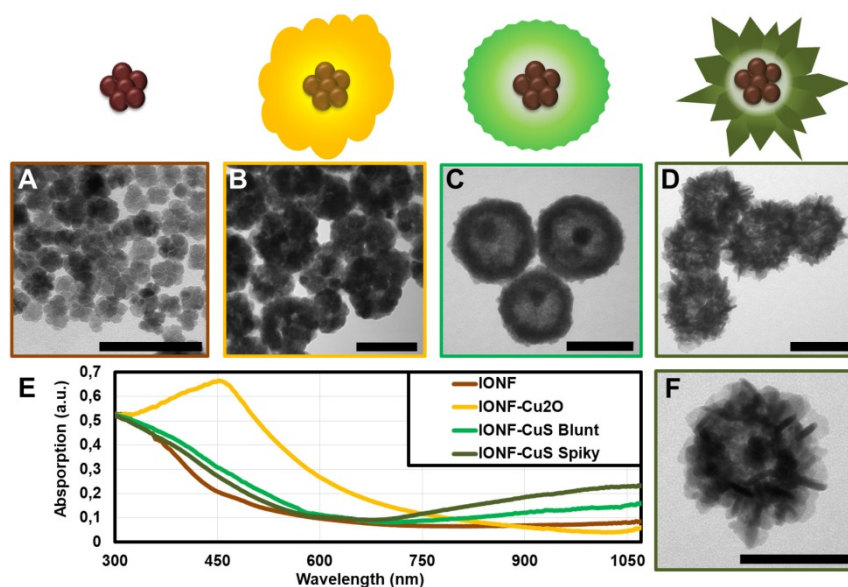 A
B
C
D
E
F
Absporption (a.u.)
0,7
0,6
0,5
0,4
0,3
0,2
0,1
0
IONF
IONF-Cu2O
IONF-CuS Blunt
IONF-CuS Spiky
300 450 600 750 900 1050
Wavelength (nm)